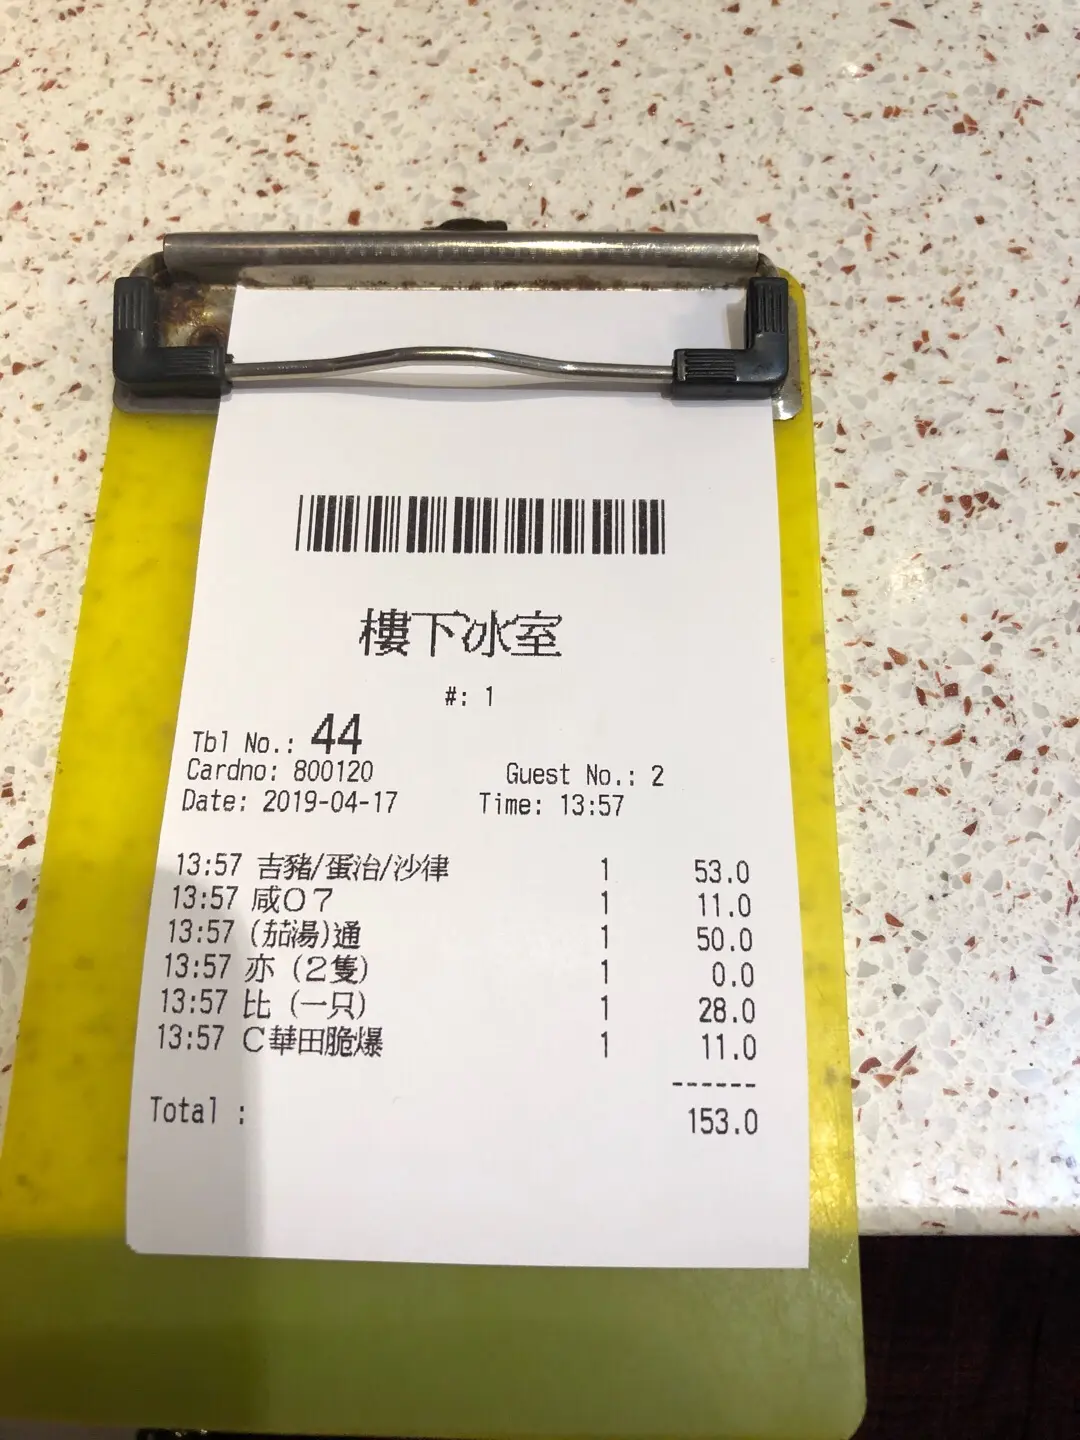 樓下冰室
#: 1
Tbl No.: 44
Cardno: 800120 Guest No.: 2
Date: 2019-04-17 Time: 13:57
13:57 吉豬/蛋治/沙律 1 53.0
13:57 咸０７ 1 11.0
13:57 (茄湯)通 1 50.0
13:57 亦（２隻） 1 0.0
13:57 比（一只） 1 28.0
13:57 Ｃ華田脆爆 1 11.0
------
Total : 153.0